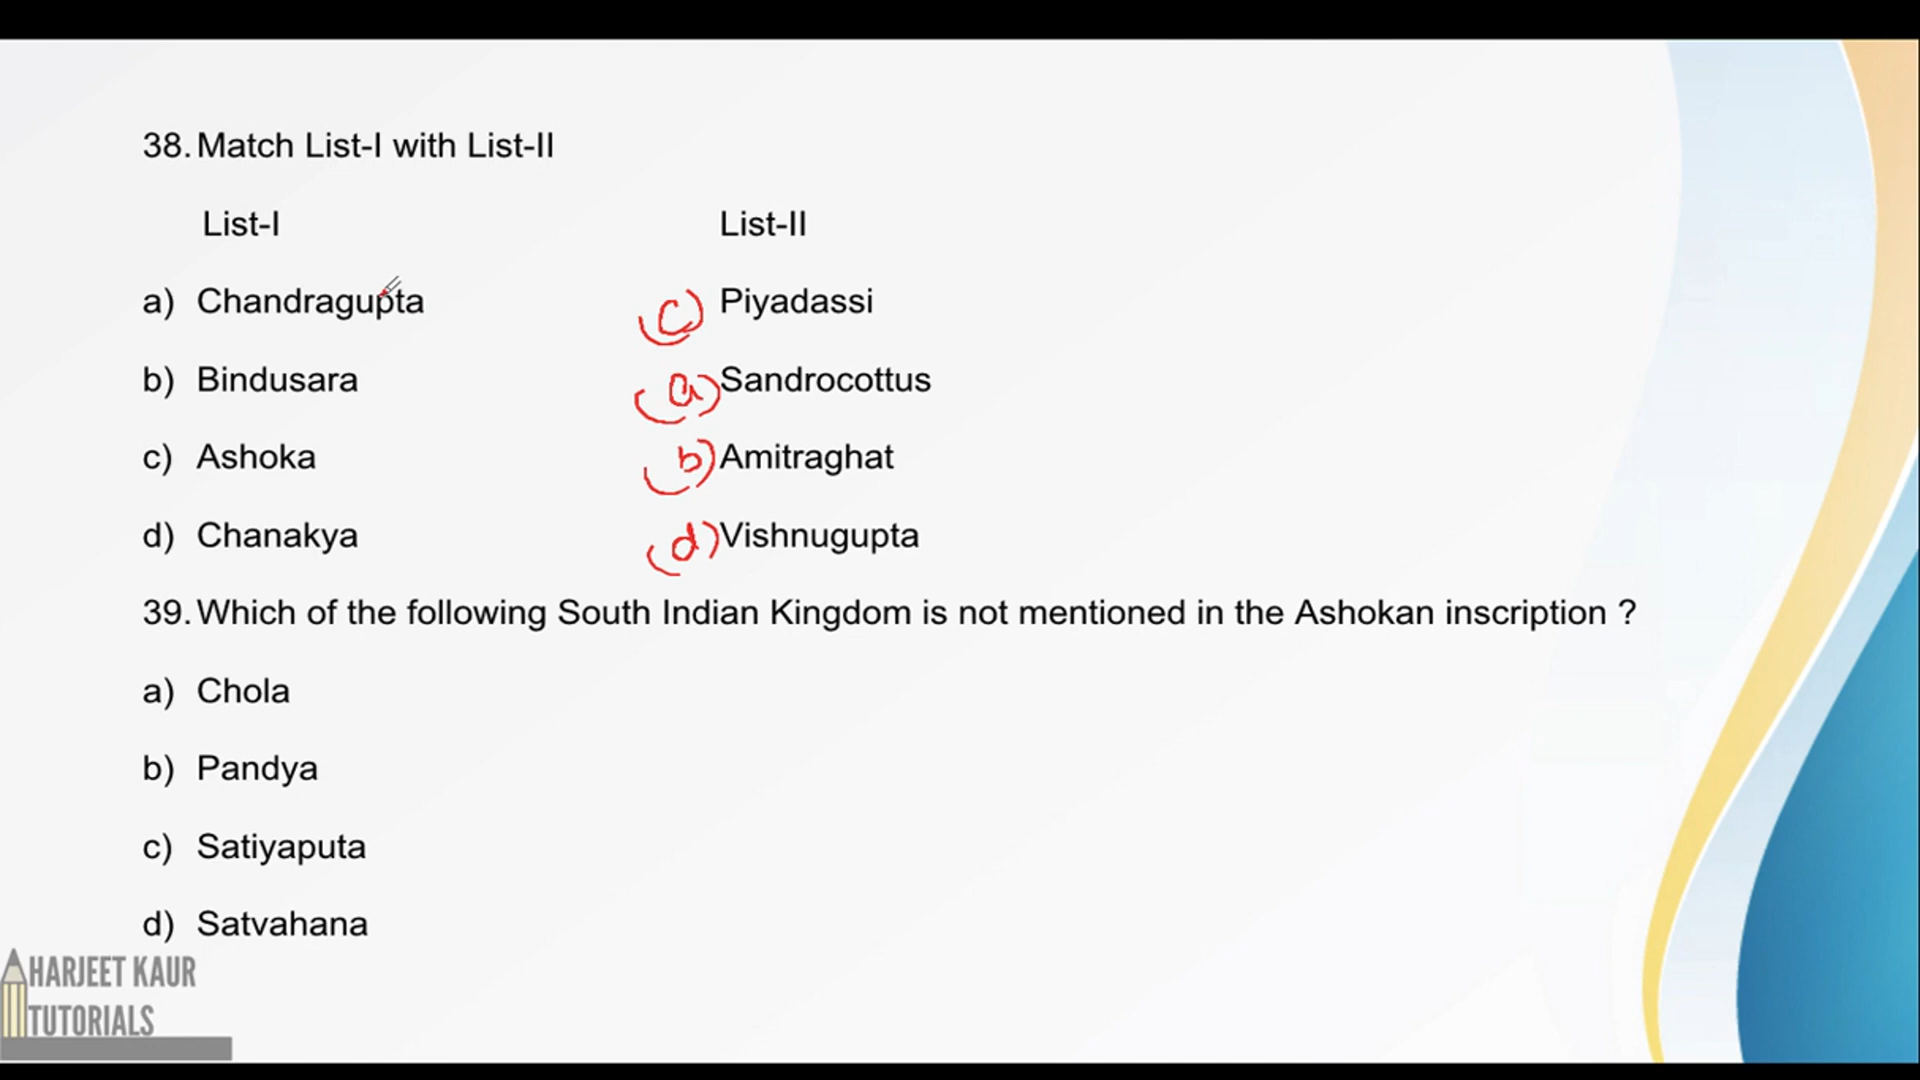 38. Match List-I with List-II
List-I List-II
a) Chandragupta (c) Piyadassi
b) Bindusara (a) Sandrocottus
c) Ashoka (b) Amitraghat
d) Chanakya (d) Vishnugupta
39. Which of the following South Indian Kingdom is not mentioned in the Ashokan inscription ?
a) Chola
b) Pandya
c) Satiyaputa
d) Satvahana
HARJEET KAUR
TUTORIALS